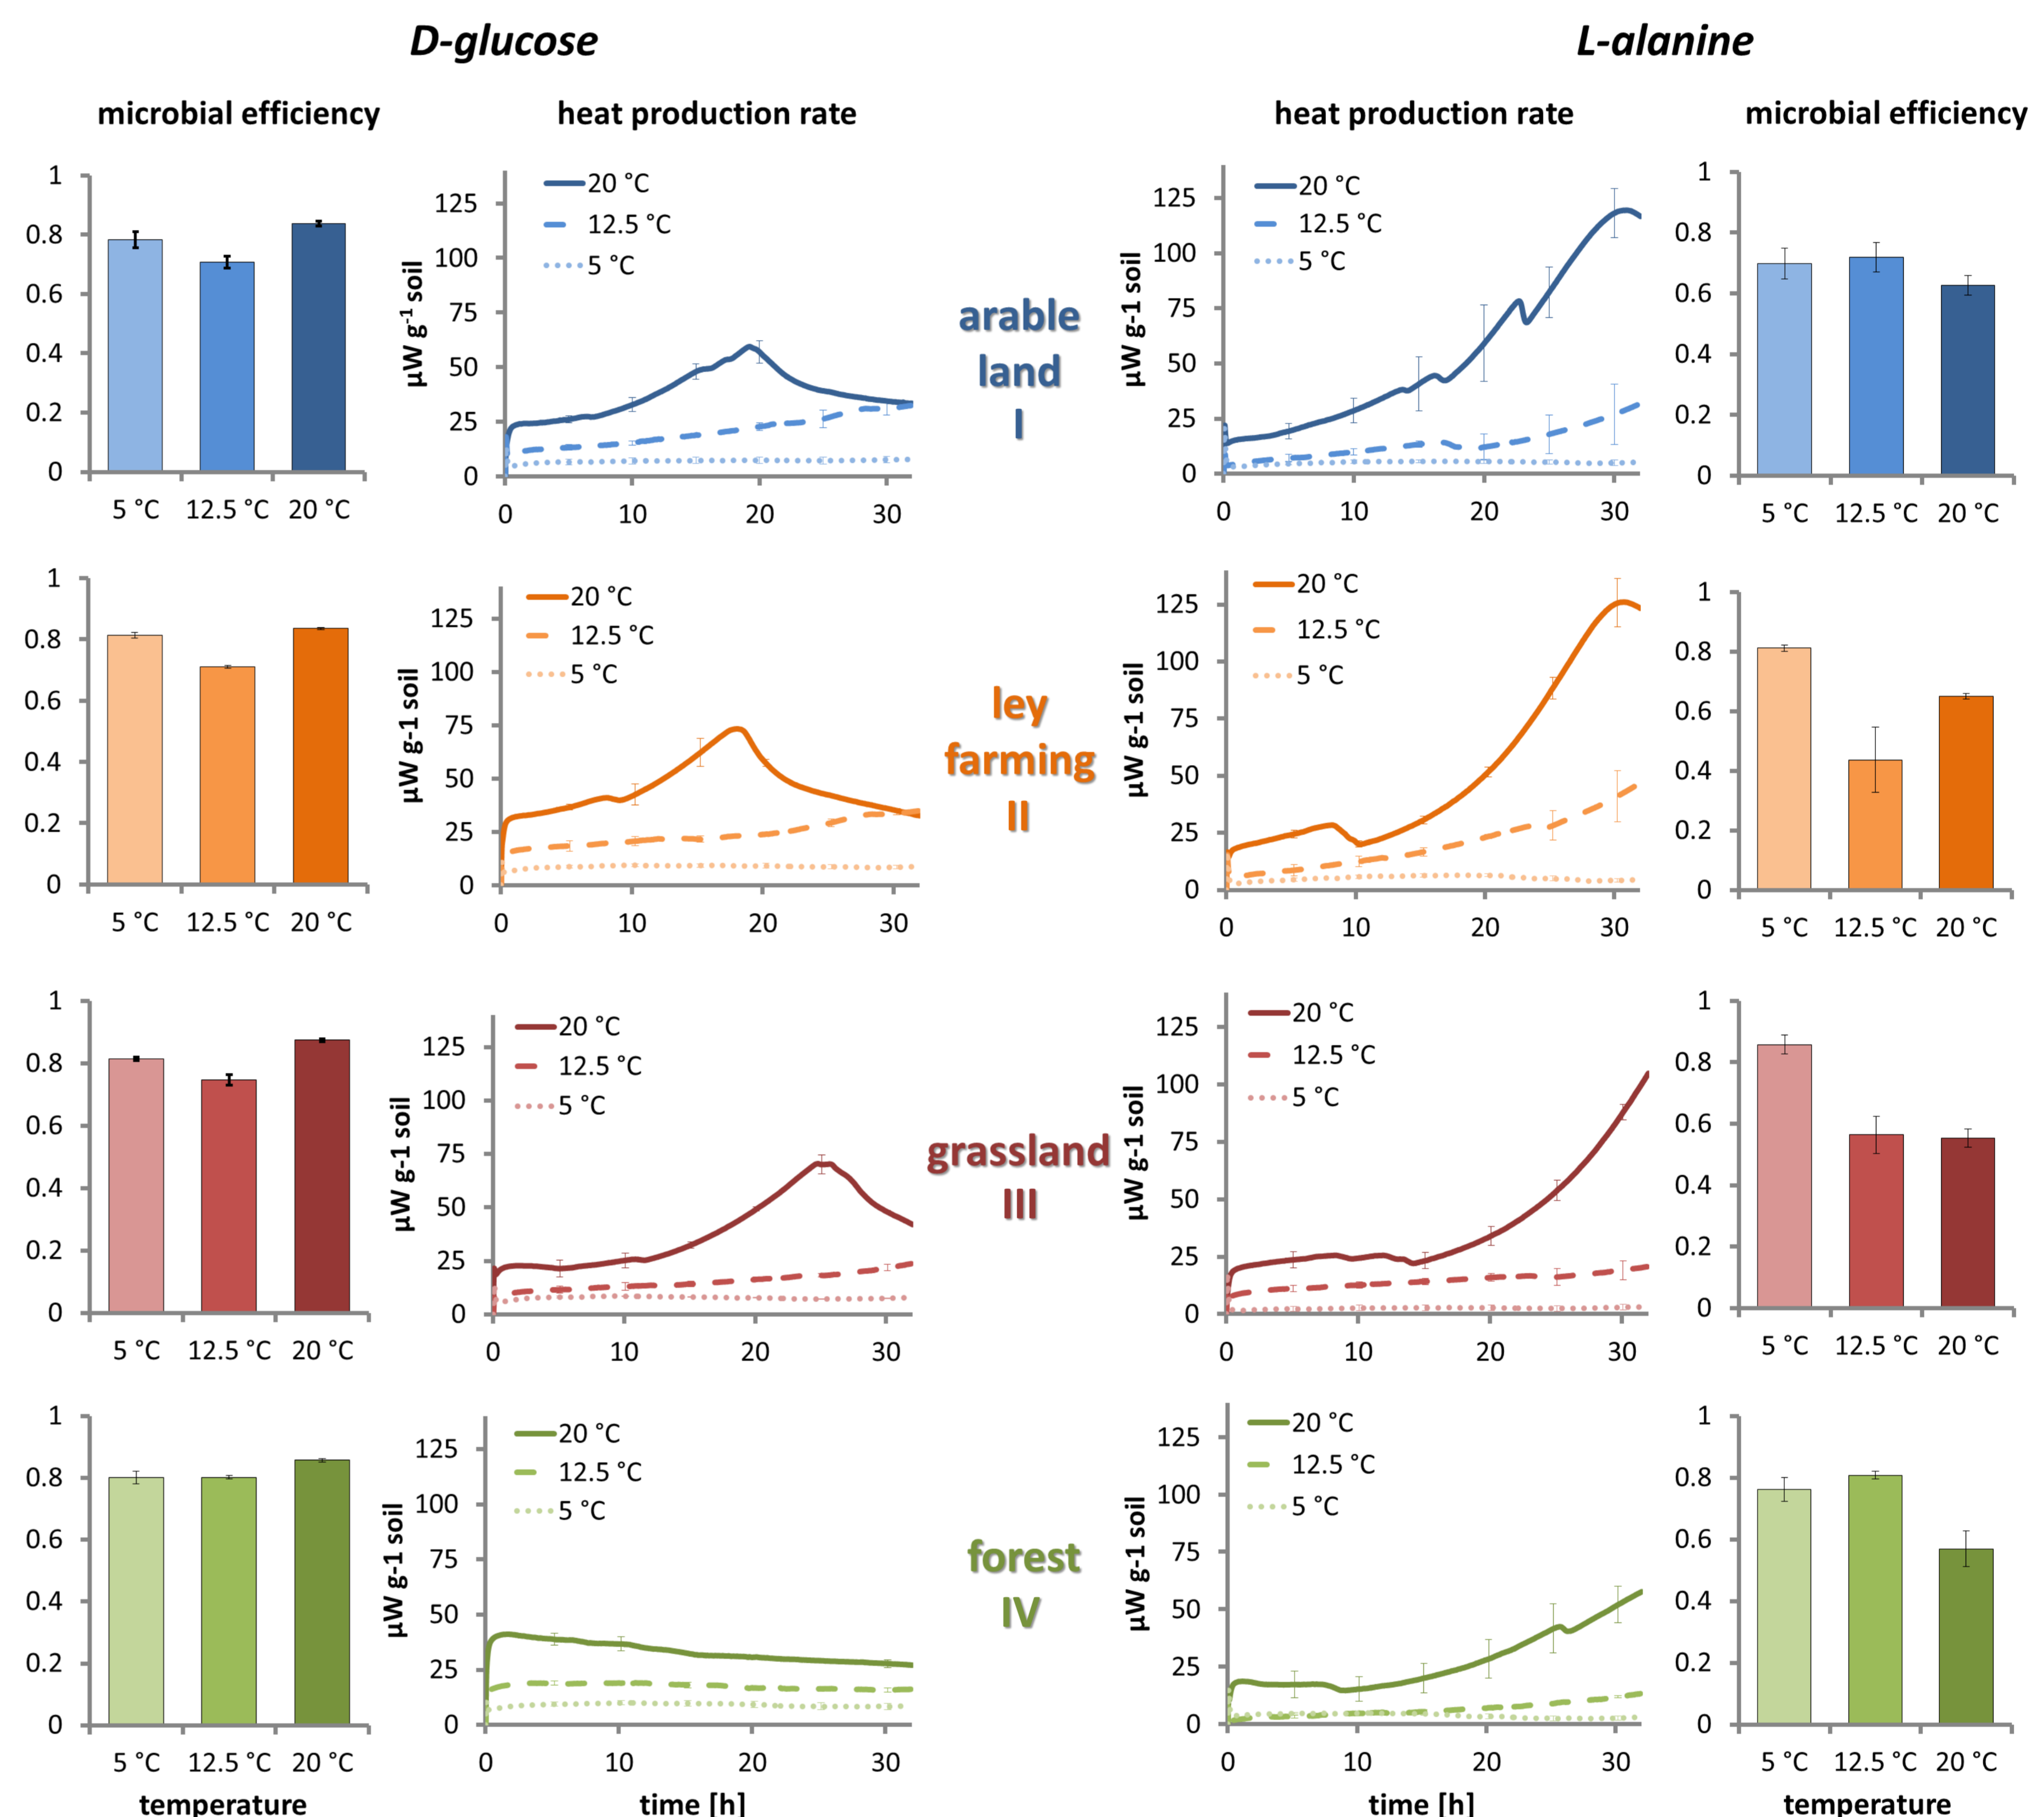 D-glucose
L-alanine
microbial efficiency
heat production rate
heat production rate
microbial efficiency
1
0.8
0.6
0.4
0.2
0
5 °C
12.5 °C
20 °C
µW g-1 soil
125
100
75
50
25
0
0
10
20
30
20 °C
12.5 °C
5 °C
arable
land
I
µW g-1 soil
125
100
75
50
25
0
0
10
20
30
20 °C
12.5 °C
5 °C
1
0.8
0.6
0.4
0.2
0
5 °C
12.5 °C
20 °C
1
0.8
0.6
0.4
0.2
0
5 °C
12.5 °C
20 °C
µW g-1 soil
125
100
75
50
25
0
0
10
20
30
20 °C
12.5 °C
5 °C
ley
farming
II
µW g-1 soil
125
100
75
50
25
0
0
10
20
30
20 °C
12.5 °C
5 °C
1
0.8
0.6
0.4
0.2
0
5 °C
12.5 °C
20 °C
1
0.8
0.6
0.4
0.2
0
5 °C
12.5 °C
20 °C
µW g-1 soil
125
100
75
50
25
0
0
10
20
30
20 °C
12.5 °C
5 °C
grassland
III
µW g-1 soil
125
100
75
50
25
0
0
10
20
30
20 °C
12.5 °C
5 °C
1
0.8
0.6
0.4
0.2
0
5 °C
12.5 °C
20 °C
1
0.8
0.6
0.4
0.2
0
5 °C
12.5 °C
20 °C
temperature
µW g-1 soil
125
100
75
50
25
0
0
10
20
30
time [h]
20 °C
12.5 °C
5 °C
forest
IV
µW g-1 soil
125
100
75
50
25
0
0
10
20
30
time [h]
20 °C
12.5 °C
5 °C
1
0.8
0.6
0.4
0.2
0
5 °C
12.5 °C
20 °C
temperature